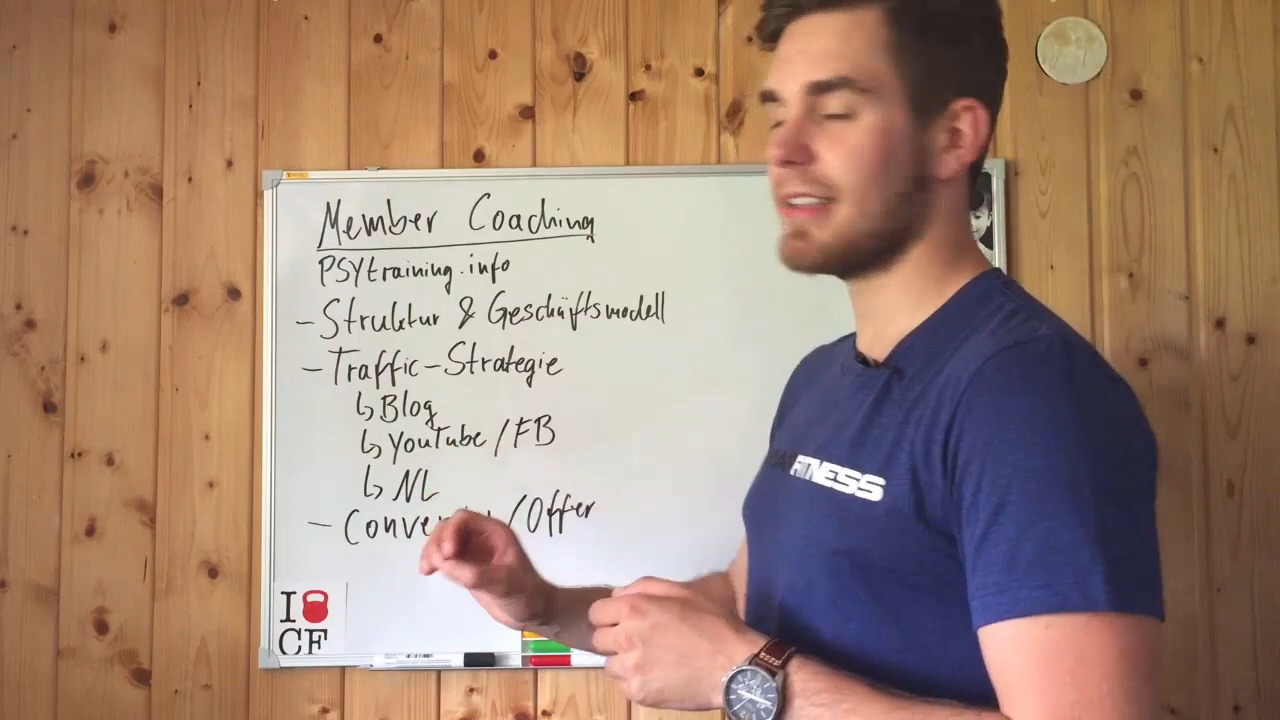 Member Coaching
PSYtraining.info
- Struktur & Geschäftsmodell
- Traffic-Strategie
↳ Blog
↳ YouTube/FB
↳ NL
- /Offer
I
CF
FITNESS